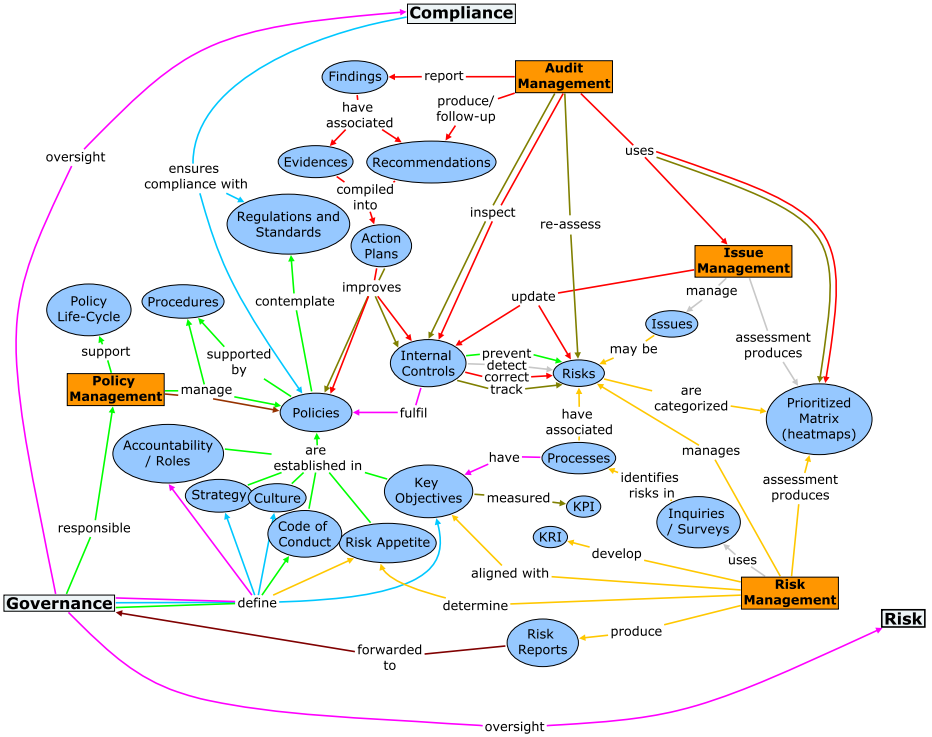 Compliance
Audit
Management
Findings
report
produce/
follow-up
have
associated
oversight
uses
Evidences
Recommendations
ensures
compliance with
compiled
into
Regulations and
Standards
inspect
re-assess
Action
Plans
Issue
Management
improves
update
manage
Policy
Life-Cycle
Procedures
contemplate
Issues
support
supported
by
Internal
Controls
prevent
detect
correct
track
may be
assessment
produces
Risks
Policy
Management
manage
Policies
fulfil
are
categorized
Prioritized
Matrix
(heatmaps)
have
associated
Accountability
/ Roles
are
established in
have
Processes
manages
Strategy
Culture
Key
Objectives
measured
KPI
identifies
risks in
assessment
produces
Inquiries
/ Surveys
responsible
Code of
Conduct
Risk Appetite
KRI
develop
uses
aligned with
Governance
define
determine
Risk
Management
Risk
Risk
Reports
produce
forwarded
to
oversight